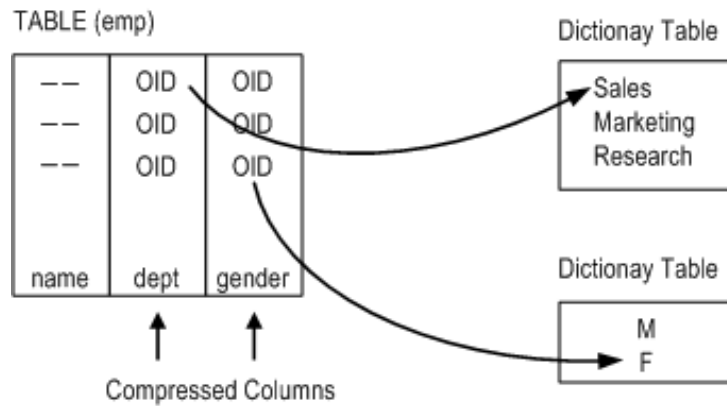 TABLE (emp)
Dictionay Table
—— OID OID
—— OID OID
—— OID OID
name dept gender
Sales
Marketing
Research
Dictionay Table
M
F
Compressed Columns